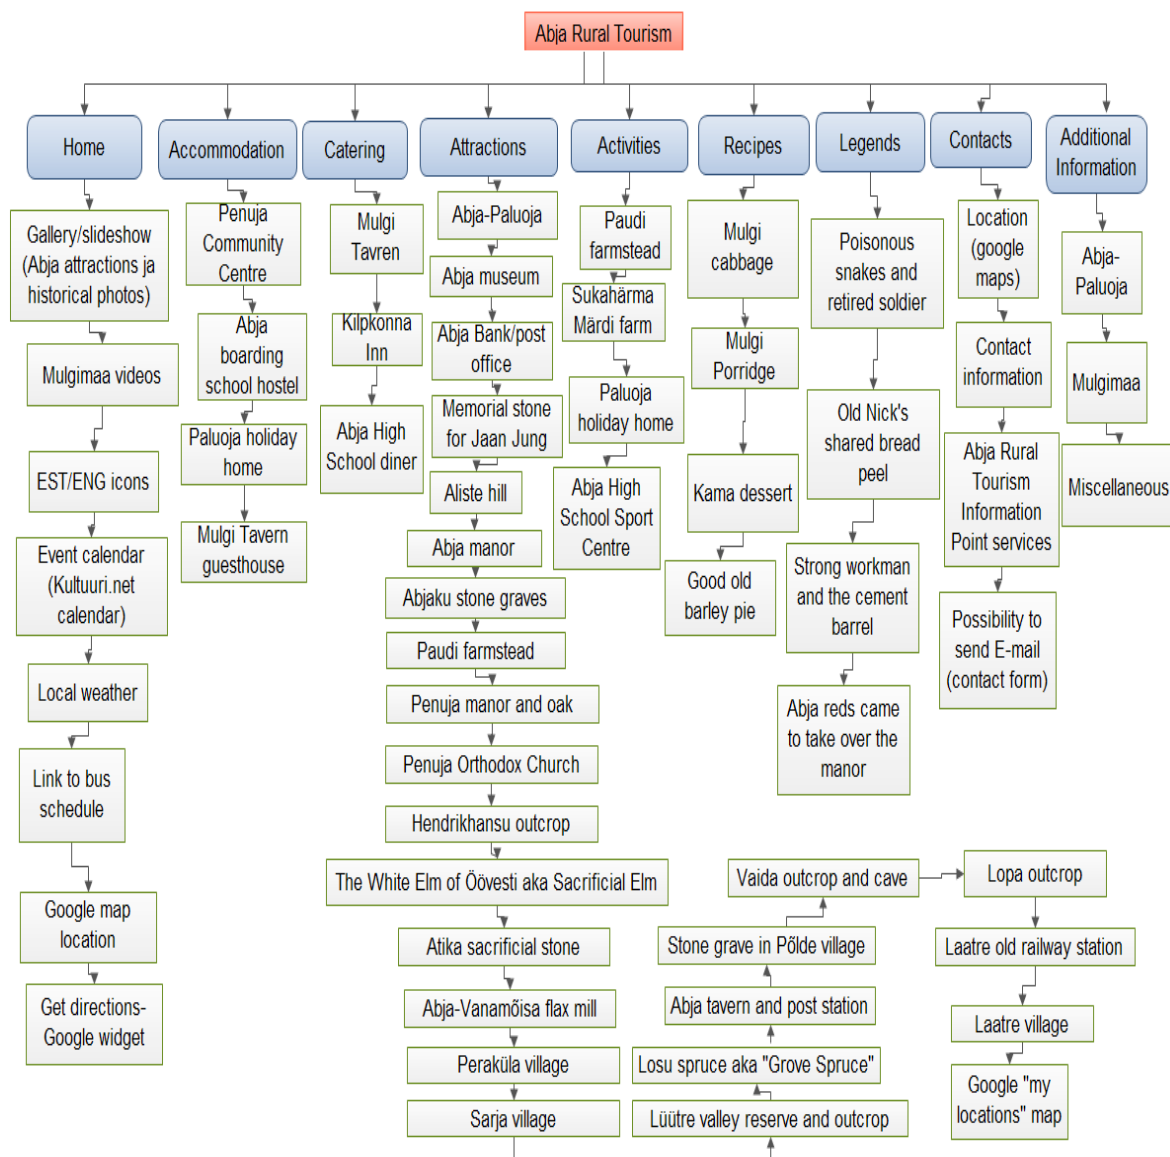 Abja Rural Tourism
Home
Accommodation
Catering
Attractions
Activities
Recipes
Legends
Contacts
Additional
Information
Gallery/slideshow
(Abja attractions ja
historical photos)
Mulgimaa videos
EST/ENG icons
Event calendar
(Kultuuri.net
calendar)
Local weather
Link to bus
schedule
Google map
location
Get directions-
Google widget
Penuja
Community
Centre
Abja
boarding
school hostel
Paluoja holiday
home
Mulgi Tavern
guesthouse
Mulgi
Tavren
Kilpkonna
Inn
Abja High
School diner
Abja-Paluoja
Abja museum
Abja Bank/post
office
Memorial stone
for Jaan Jung
Aliste hill
Abja manor
Abjaku stone graves
Paudi farmstead
Penuja manor and oak
Penuja Orthodox Church
Hendrikhansu outcrop
The White Elm of Öövesti aka Sacrificial Elm
Atika sacrificial stone
Abja-Vanamõisa flax mill
Peraküla village
Sarja village
Lüütre valley reserve and outcrop
Losu spruce aka "Grove Spruce"
Abja tavern and post station
Stone grave in Põlde village
Vaida outcrop and cave
Lopa outcrop
Laatre old railway station
Laatre village
Google "my
locations" map
Paudi
farmstead
Sukahärma
Märdi farm
Paluoja
holiday home
Abja High
School Sport
Centre
Mulgi
cabbage
Mulgi
Porridge
Kama dessert
Good old
barley pie
Poisonous
snakes and
retired soldier
Old Nick's
shared bread
peel
Strong workman
and the cement
barrel
Abja reds came
to take over the
manor
Location
(google
maps)
Contact
information
Abja Rural
Tourism
Information
Point services
Possibility to
send E-mail
(contact form)
Abja-
Paluoja
Mulgimaa
Miscellaneous